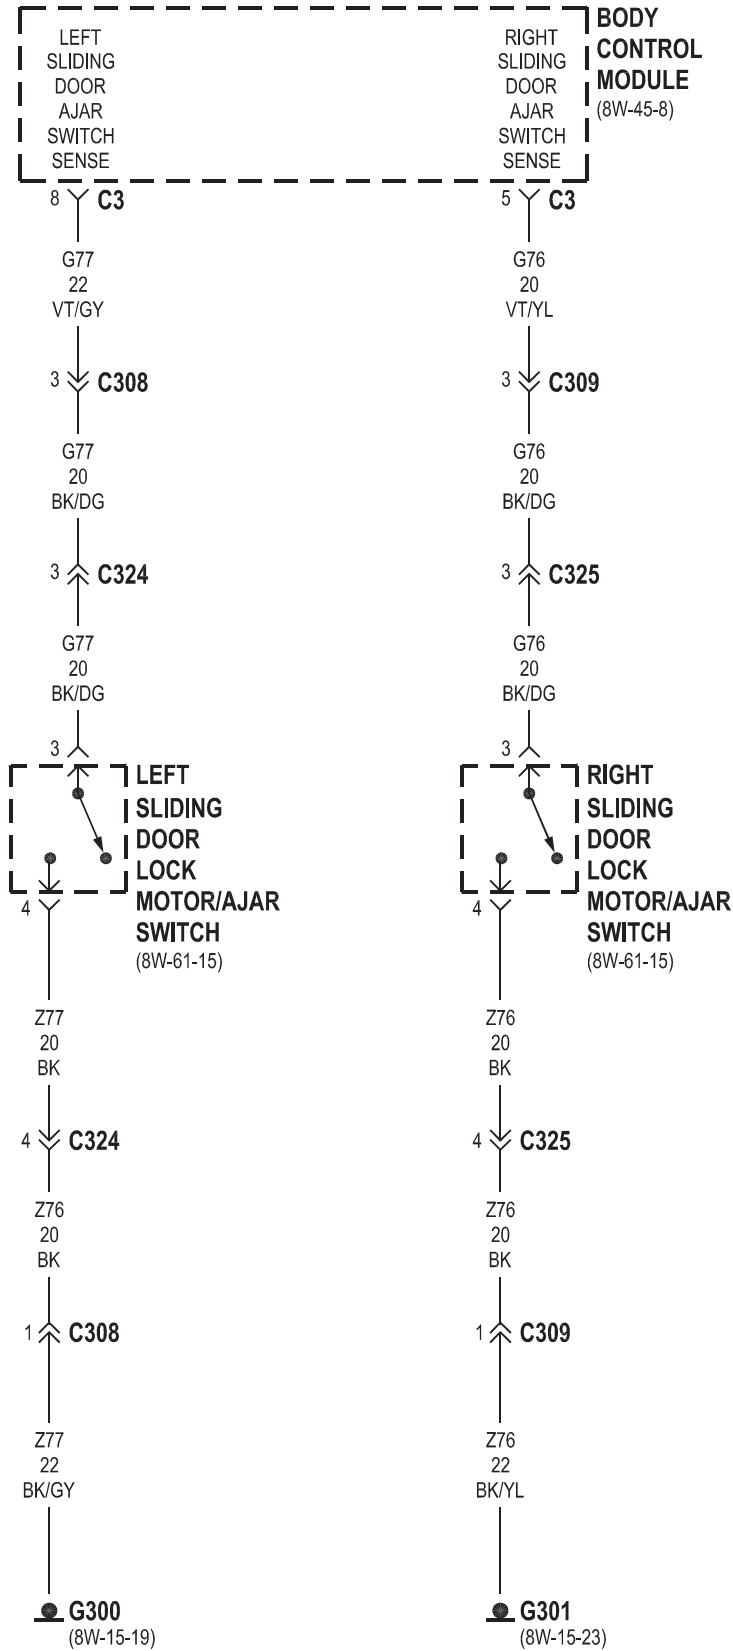 LEFT
SLIDING
DOOR
AJAR
SWITCH
SENSE
RIGHT
SLIDING
DOOR
AJAR
SWITCH
SENSE
BODY
CONTROL
MODULE
(8W-45-8)
8 C3
5 C3
G77
22
VT/GY
G76
20
VT/YL
3 C308
3 C309
G77
20
BK/DG
G76
20
BK/DG
3 C324
3 C325
G77
20
BK/DG
G76
20
BK/DG
3
3
LEFT
SLIDING
DOOR
LOCK
MOTOR/AJAR
SWITCH
(8W-61-15)
RIGHT
SLIDING
DOOR
LOCK
MOTOR/AJAR
SWITCH
(8W-61-15)
4
4
Z77
20
BK
Z76
20
BK
4 C324
4 C325
Z76
20
BK
Z76
20
BK
1 C308
1 C309
Z77
22
BK/GY
Z76
22
BK/YL
G300
(8W-15-19)
G301
(8W-15-23)